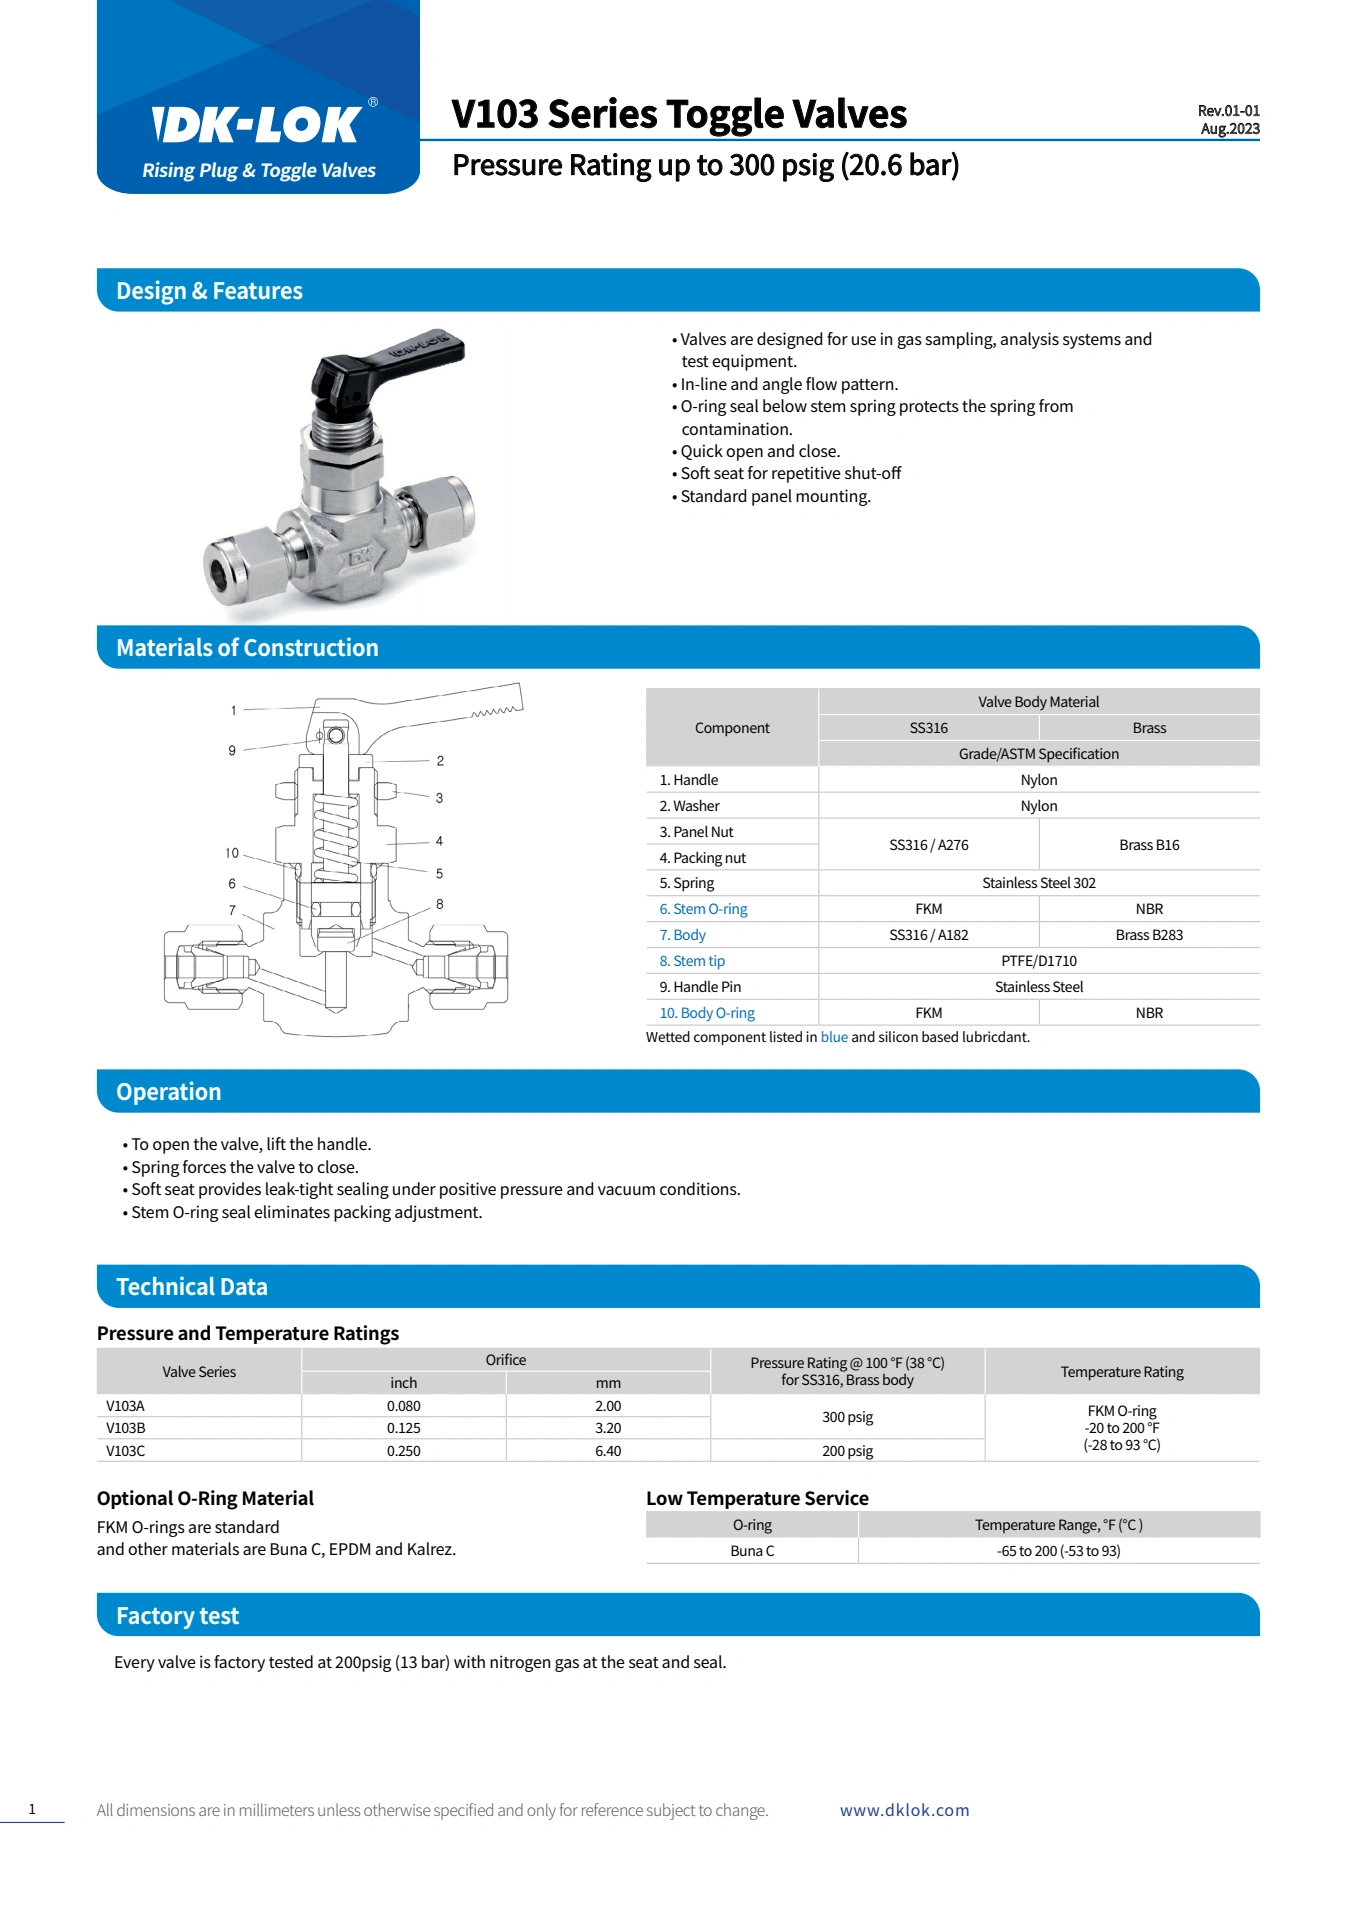 DK-LOK®
Rising Plug & Toggle Valves
V103 Series Toggle Valves
Rev.01-01
Aug.2023
Pressure Rating up to 300 psig (20.6 bar)
Design & Features
DK-LOK
DK
• Valves are designed for use in gas sampling, analysis systems and
test equipment.
• In-line and angle flow pattern.
• O-ring seal below stem spring protects the spring from
contamination.
• Quick open and close.
• Soft seat for repetitive shut-off
• Standard panel mounting.
Materials of Construction
1
9
2
3
4
10
5
6
8
7
Component
Valve Body Material
SS316 Brass
Grade/ASTM Specification
1. Handle Nylon
2. Washer Nylon
3. Panel Nut
SS316 / A276 Brass B16
4. Packing nut
5. Spring Stainless Steel 302
6. Stem O-ring FKM NBR
7. Body SS316 / A182 Brass B283
8. Stem tip PTFE/D1710
9. Handle Pin Stainless Steel
10. Body O-ring FKM NBR
Wetted component listed in blue and silicon based lubricdant.
Operation
• To open the valve, lift the handle.
• Spring forces the valve to close.
• Soft seat provides leak-tight sealing under positive pressure and vacuum conditions.
• Stem O-ring seal eliminates packing adjustment.
Technical Data
Pressure and Temperature Ratings
Valve Series
Orifice
inch mm
Pressure Rating @ 100 °F (38 °C)
for SS316, Brass body
Temperature Rating
V103A 0.080 2.00
300 psig
V103B 0.125 3.20
V103C 0.250 6.40 200 psig
FKM O-ring
-20 to 200 °F
(-28 to 93 °C)
Optional O-Ring Material
FKM O-rings are standard
and other materials are Buna C, EPDM and Kalrez.
Low Temperature Service
O-ring Temperature Range, °F (°C )
Buna C -65 to 200 (-53 to 93)
Factory test
Every valve is factory tested at 200psig (13 bar) with nitrogen gas at the seat and seal.
1
All dimensions are in millimeters unless otherwise specified and only for reference subject to change.
www.dklok.com